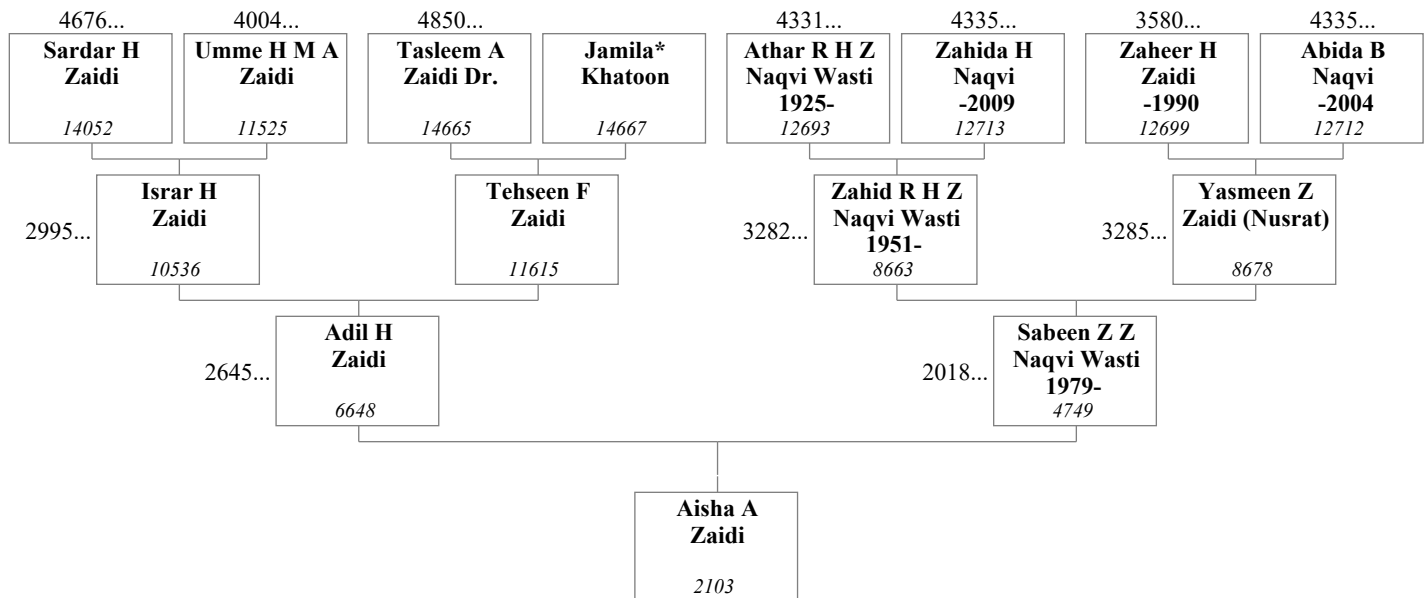 4676...
4004...
4850...
4331...
4335...
3580...
4335...
Sardar H
Zaidi
14052
Umme H M A
Zaidi
11525
Tasleem A
Zaidi Dr.
14665
Jamila*
Khatoon
14667
Athar R H Z
Naqvi Wasti
1925-
12693
Zahida H
Naqvi
-2009
12713
Zaheer H
Zaidi
-1990
12699
Abida B
Naqvi
-2004
12712
2995...
Israr H
Zaidi
10536
Tehseen F
Zaidi
11615
3282...
Zahid R H Z
Naqvi Wasti
1951-
8663
3285...
Yasmeen Z
Zaidi (Nusrat)
8678
2645...
Adil H
Zaidi
6648
2018...
Sabeen Z Z
Naqvi Wasti
1979-
4749
Aisha A
Zaidi
2103